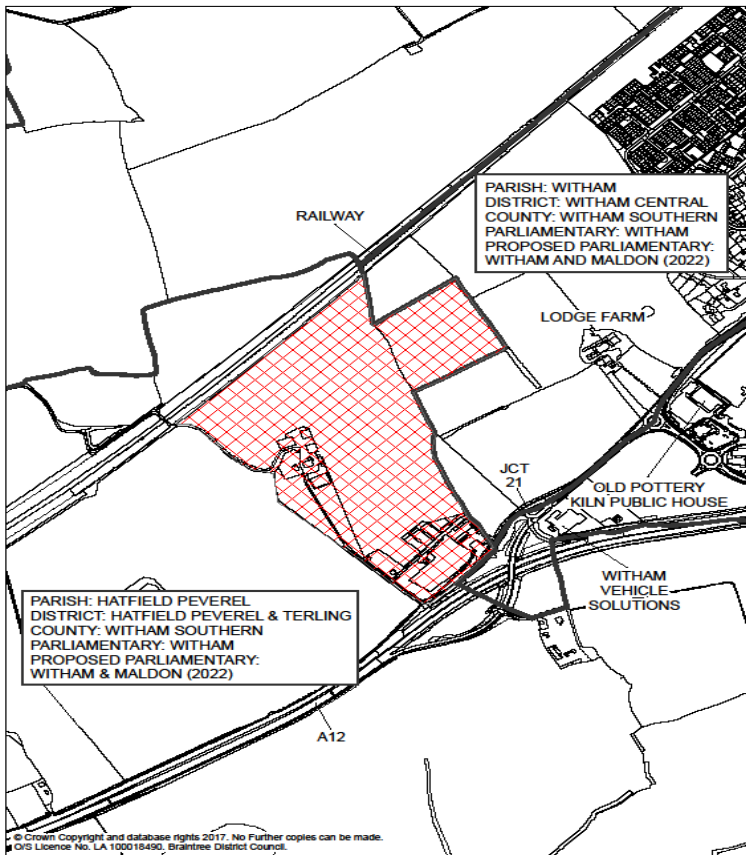 PARISH: WITHAM
DISTRICT: WITHAM CENTRAL
COUNTY: WITHAM SOUTHERN
PARLIAMENTARY: WITHAM
PROPOSED PARLIAMENTARY:
WITHAM AND MALDON (2022)
RAILWAY
LODGE FARM
JCT
21
OLD POTTERY
KILN PUBLIC HOUSE
WITHAM
VEHICLE
SOLUTIONS
PARISH: HATFIELD PEVEREL
DISTRICT: HATFIELD PEVEREL & TERLING
COUNTY: WITHAM SOUTHERN
PARLIAMENTARY: WITHAM
PROPOSED PARLIAMENTARY:
WITHAM & MALDON (2022)
A12
© Crown Copyright and database rights 2017. No Further copies can be made.
O/S Licence No. LA 100018490. Braintree District Council.